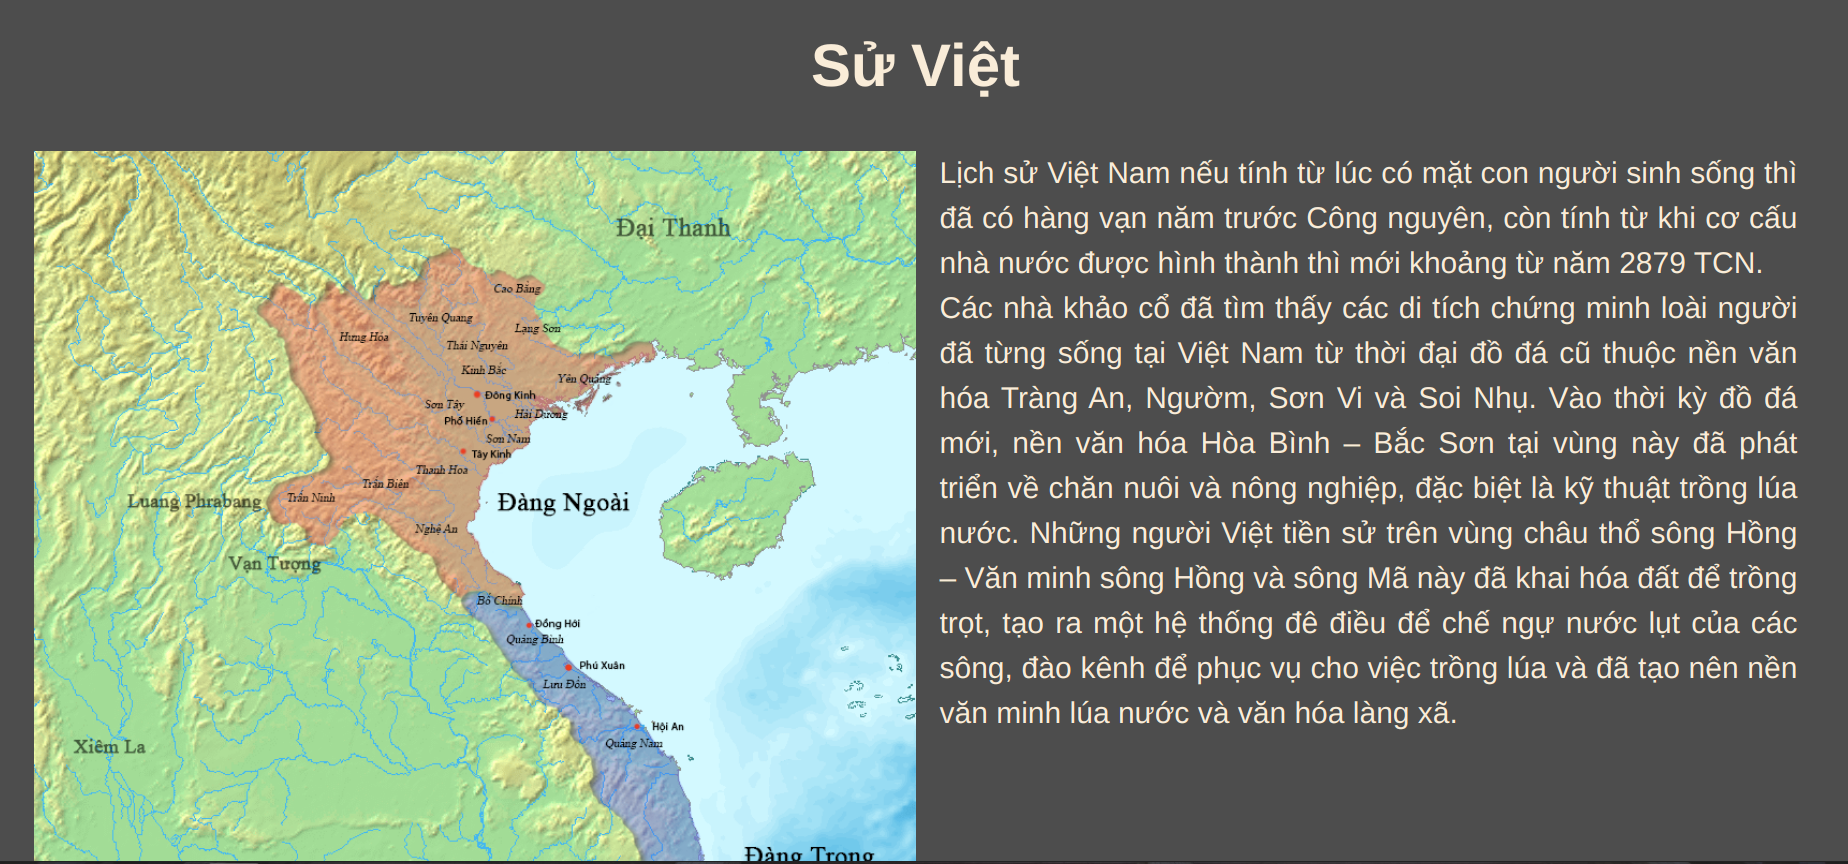 Sử Việt
Lịch sử Việt Nam nếu tính từ lúc có mặt con người sinh sống thì
đã có hàng vạn năm trước Công nguyên, còn tính từ khi cơ cấu
nhà nước được hình thành thì mới khoảng từ năm 2879 TCN.
Các nhà khảo cổ đã tìm thấy các di tích chứng minh loài người
đã từng sống tại Việt Nam từ thời đại đồ đá cũ thuộc nền văn
hóa Tràng An, Ngườm, Sơn Vi và Soi Nhụ. Vào thời kỳ đồ đá
mới, nền văn hóa Hòa Bình – Bắc Sơn tại vùng này đã phát
triển về chăn nuôi và nông nghiệp, đặc biệt là kỹ thuật trồng lúa
nước. Những người Việt tiền sử trên vùng châu thổ sông Hồng
– Văn minh sông Hồng và sông Mã này đã khai hóa đất để trồng
trọt, tạo ra một hệ thống đê điều để chế ngự nước lụt của các
sông, đào kênh để phục vụ cho việc trồng lúa và đã tạo nên nền
văn minh lúa nước và văn hóa làng xã.
Đại Thanh
Cao Bằng
Tuyên Quang
Lạng Sơn
Hưng Hóa
Thái Nguyên
Kinh Bắc
Yên Quảng
Đông Kinh
Sơn Tây
Hải Dương
Phố Hiến
Sơn Nam
Tây Kinh
Thanh Hoa
Trấn Biên
Trấn Ninh
Luang Phrabang
Đàng Ngoài
Nghệ An
Vạn Tượng
Bố Chính
Đồng Hới
Quảng Bình
Phú Xuân
Lưu Đồn
Hội An
Quảng Nam
Xiêm La
Đàng Trong